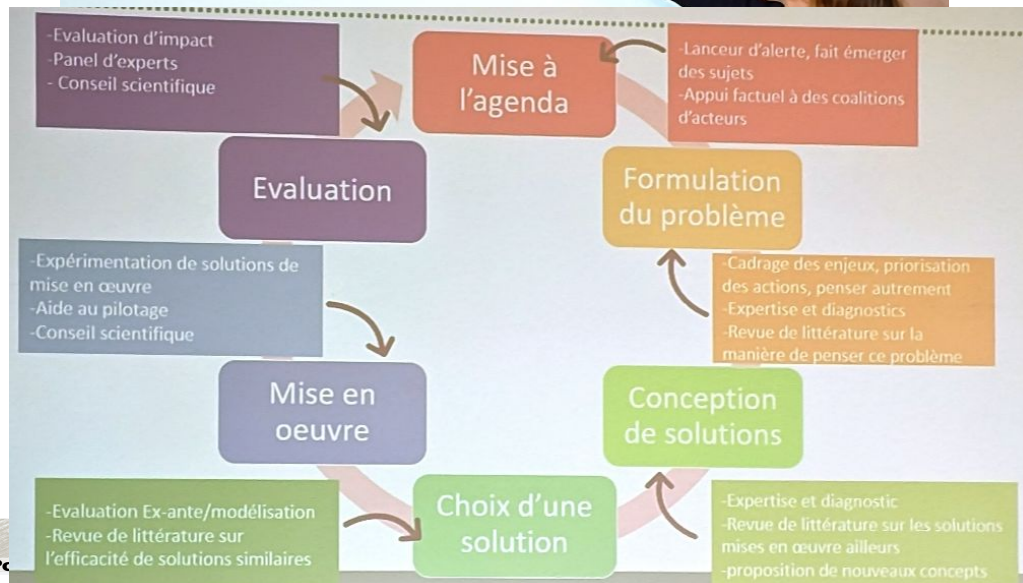 -Evaluation d'impact
-Panel d'experts
- Conseil scientifique
Mise à
l'agenda
-Lanceur d'alerte, fait émerger
des sujets
-Appui factuel à des coalitions
d'acteurs
Evaluation
Formulation
du problème
-Expérimentation de solutions de
mise en œuvre
-Aide au pilotage
-Conseil scientifique
-Cadrage des enjeux, priorisation
des actions, penser autrement
-Expertise et diagnostics
-Revue de littérature sur la
manière de penser ce problème
Mise en
oeuvre
Conception
de solutions
-Evaluation Ex-ante/modélisation
-Revue de littérature sur
l'efficacité de solutions similaires
Choix d'une
solution
-Expertise et diagnostic
-Revue de littérature sur les solutions
mises en œuvre ailleurs
-proposition de nouveaux concepts